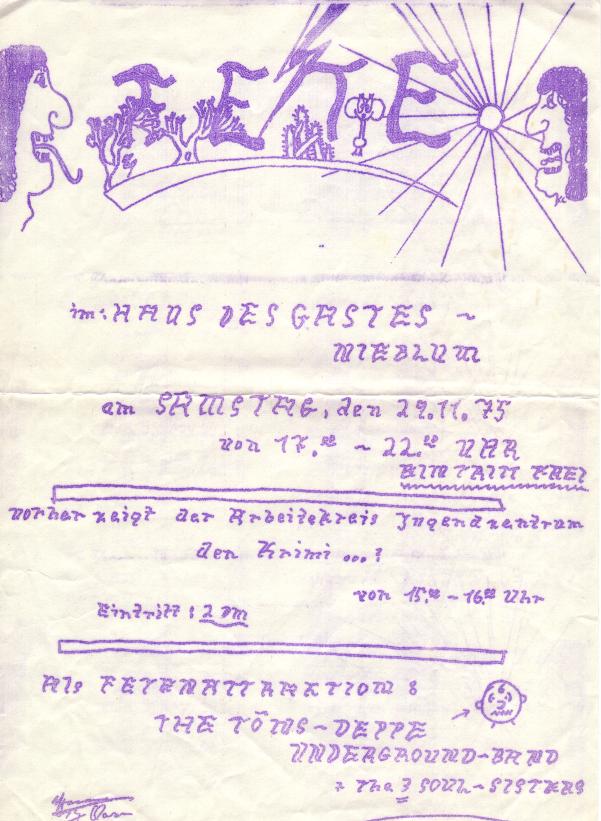 FETE
im: HAUS DES GASTES ~
NIEBLUM
am SAMSTAG, den 29.11.75
von 17.00 ~ 22.00 UHR
EINTRITT FREI
vorher zeigt der Arbeitskreis Jugendzentrum
den Krimi ...?
von 15.00 - 16.00 Uhr
Eintritt: 2 DM
Als FETENATTRAKTION:
THE TÖNS-DEPPE
UNDERGROUND-BAND
+ The 3 SOUL-SISTERS